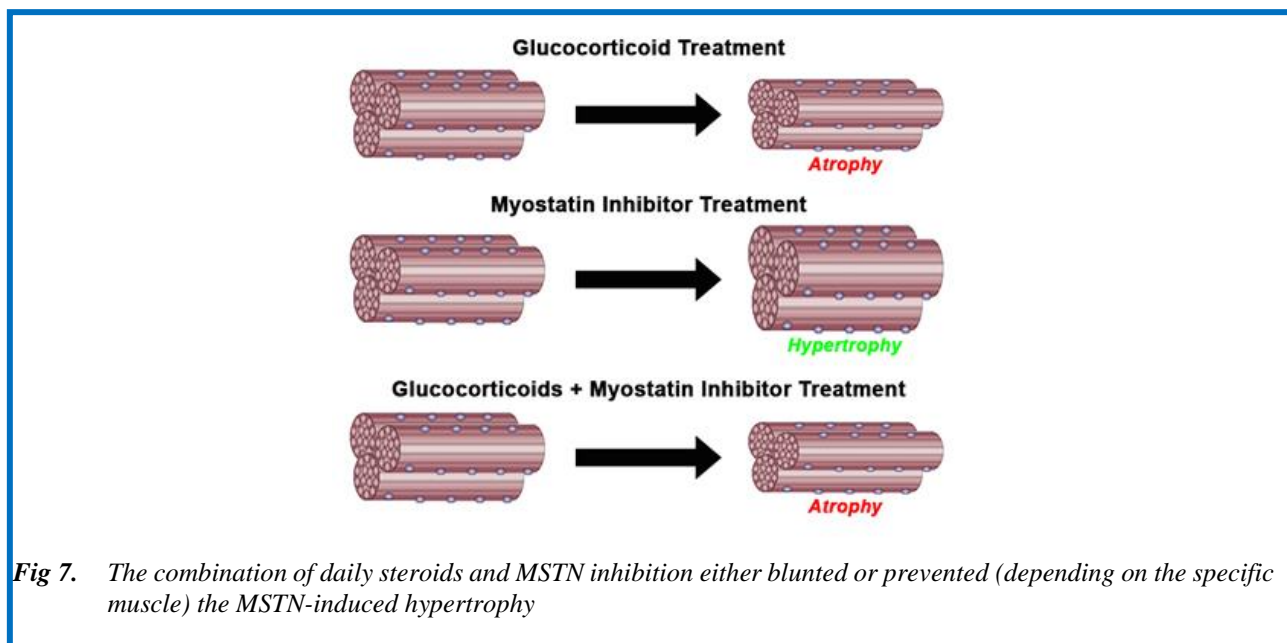 Glucocorticoid Treatment
Atrophy
Myostatin Inhibitor Treatment
Hypertrophy
Glucocorticoids + Myostatin Inhibitor Treatment
Atrophy
Fig 7. The combination of daily steroids and MSTN inhibition either blunted or prevented (depending on the specific
muscle) the MSTN-induced hypertrophy